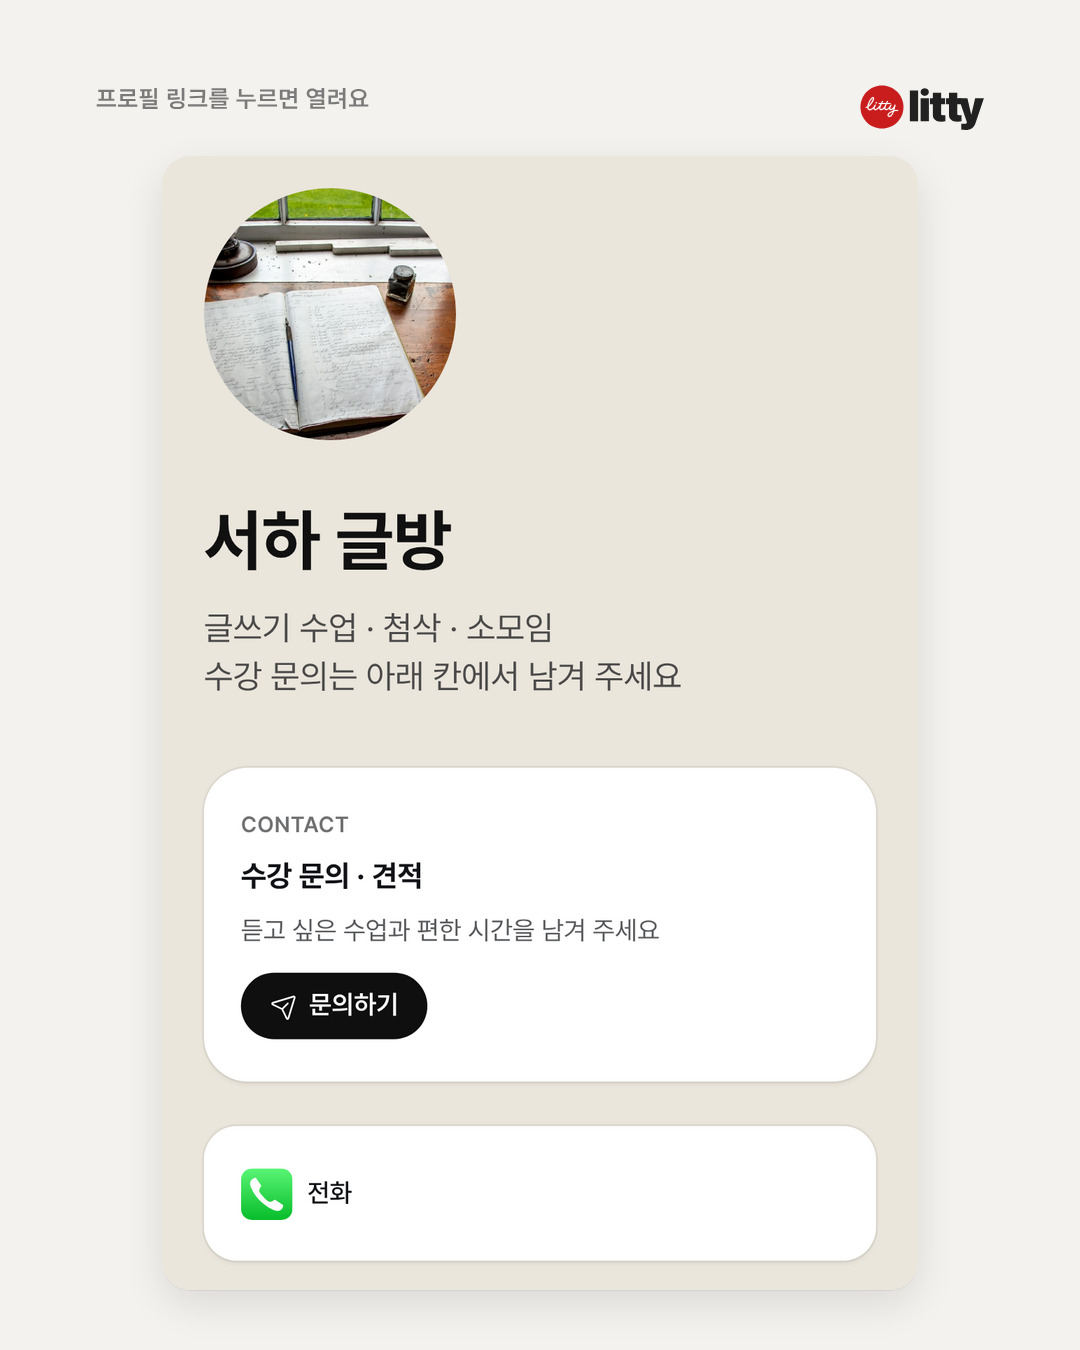 프로필 링크를 누르면 열려요
litty litty
서하 글방
글쓰기 수업 · 첨삭 · 소모임
수강 문의는 아래 칸에서 남겨 주세요
CONTACT
수강 문의 · 견적
듣고 싶은 수업과 편한 시간을 남겨 주세요
문의하기
전화